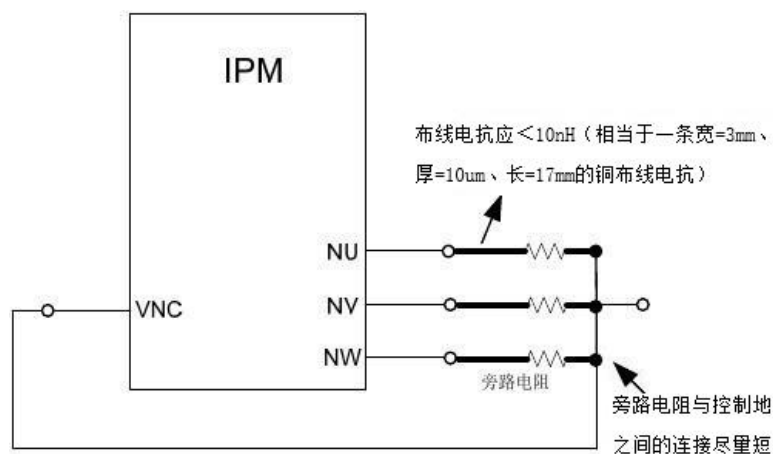 IPM
布线电抗应＜10nH（相当于一条宽=3mm、
厚=10um、长=17mm的铜布线电抗）
NU
VNC
NV
NW
旁路电阻
旁路电阻与控制地
之间的连接尽量短